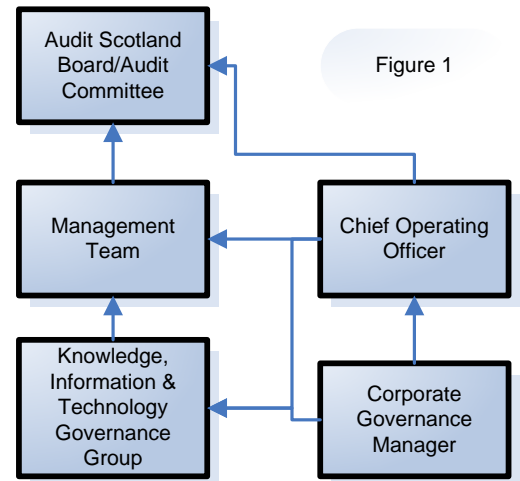 Audit Scotland
Board/Audit
Committee
Figure 1
Management
Team
Chief Operating
Officer
Knowledge,
Information &
Technology
Governance
Group
Corporate
Governance
Manager